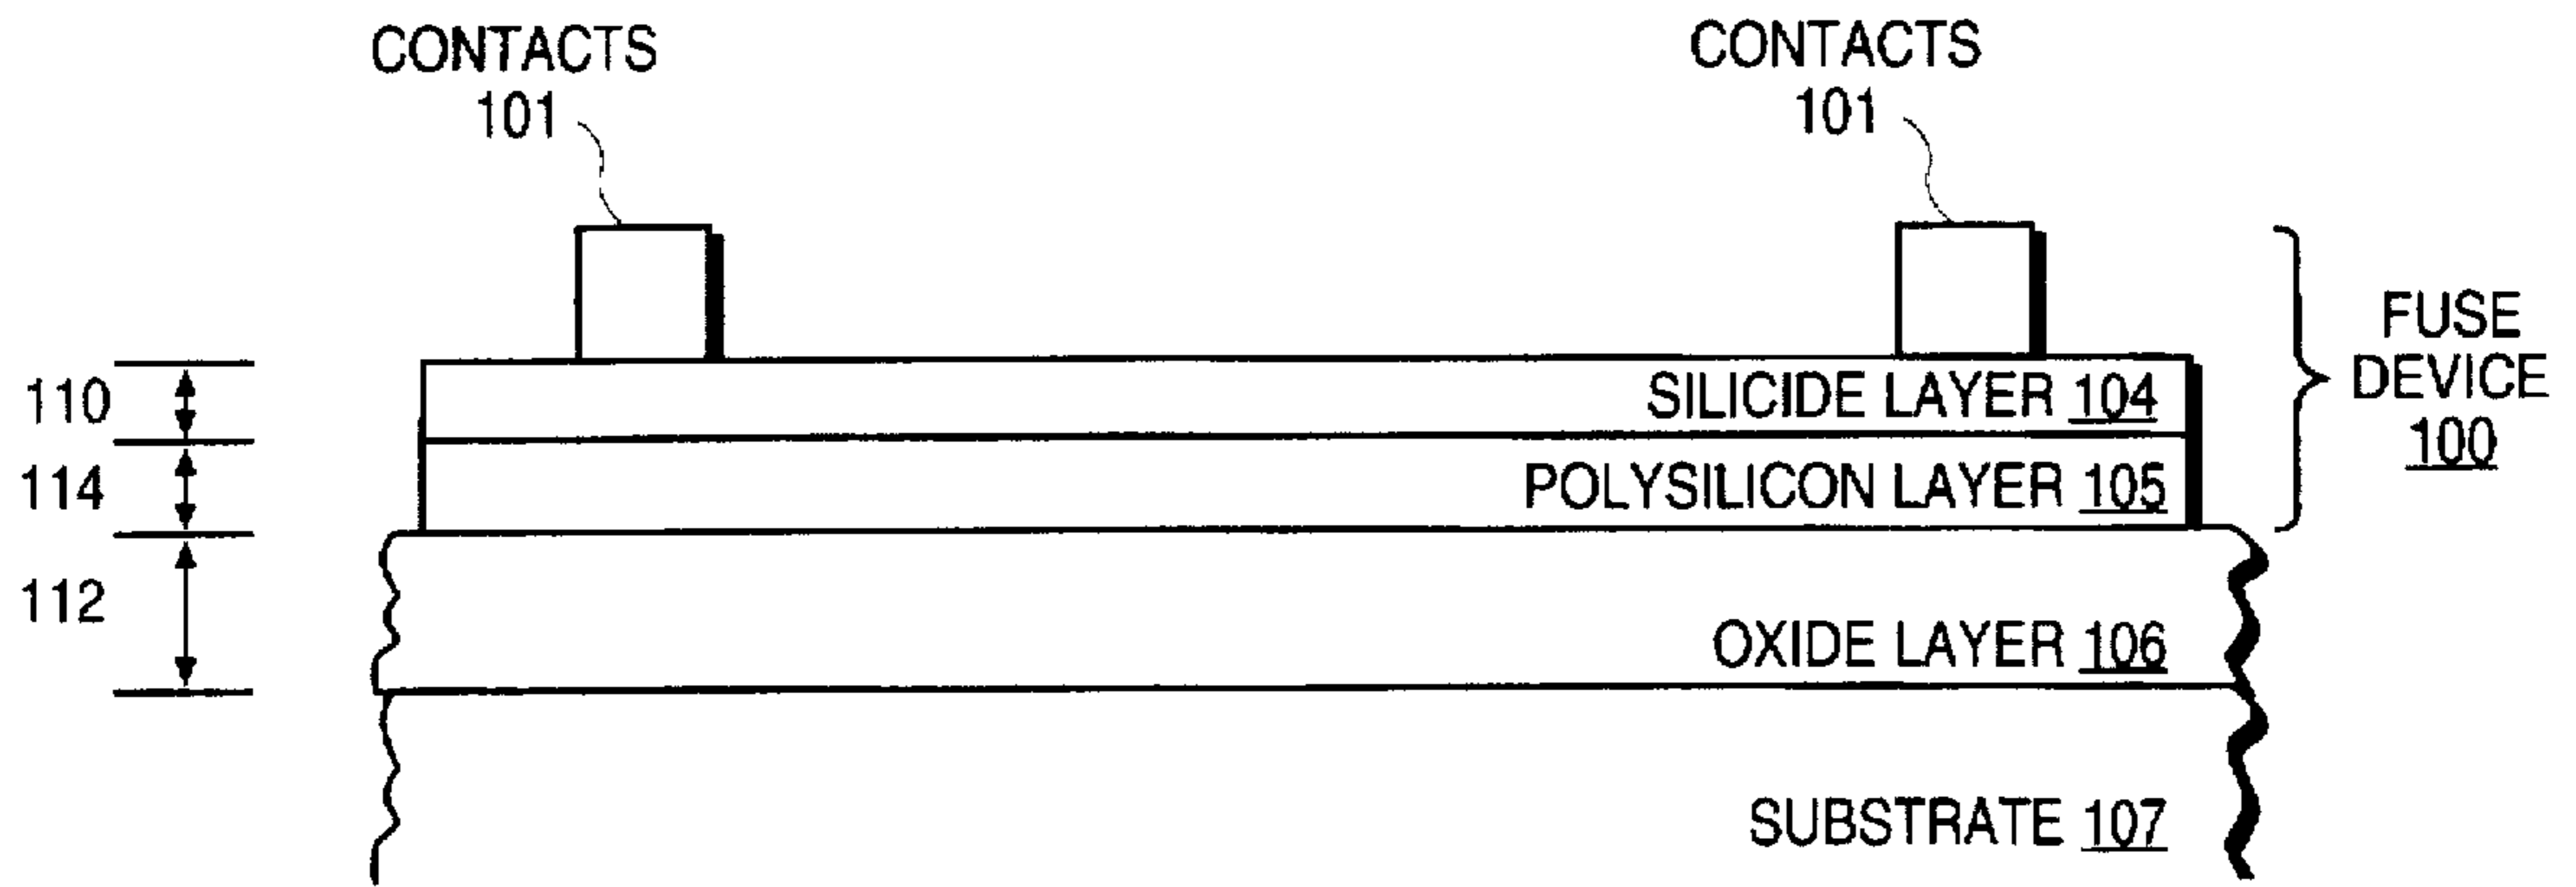 CONTACTS
101
CONTACTS
101
FUSE
DEVICE
100
110
SILICIDE LAYER 104
114
POLYSILICON LAYER 105
112
OXIDE LAYER 106
SUBSTRATE 107